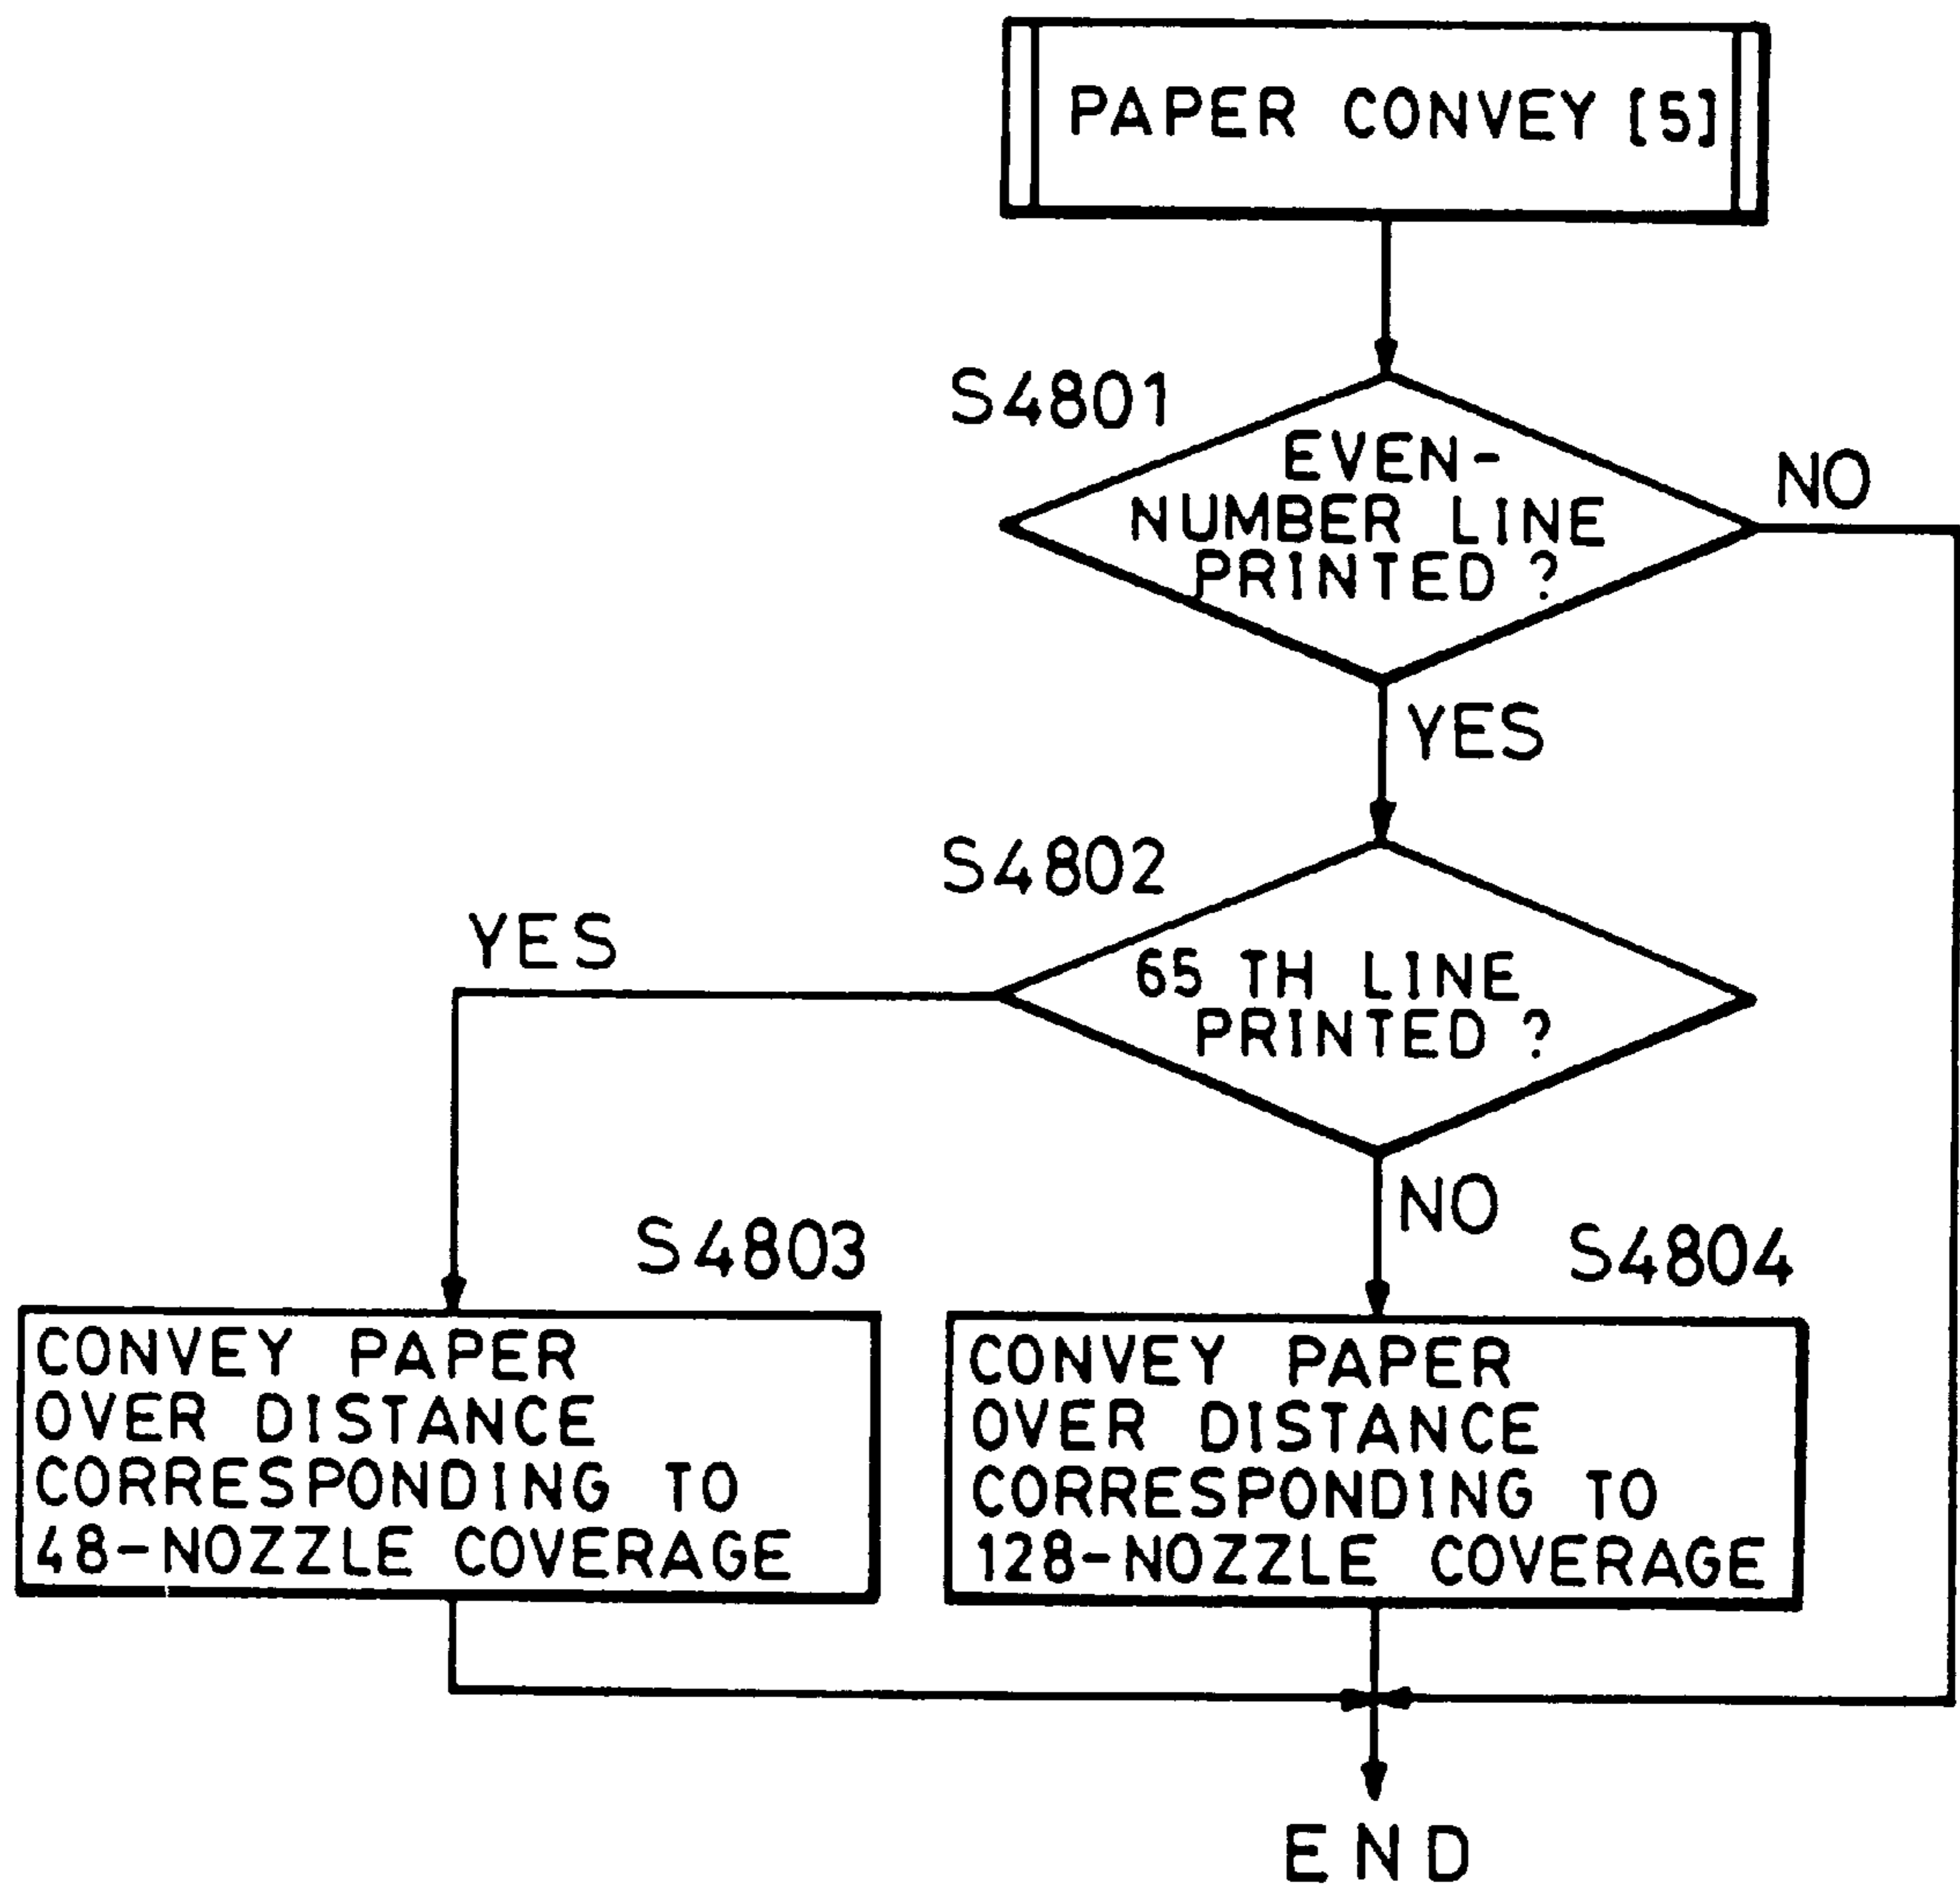 PAPER CONVEY [5]
S4801
EVEN-
NUMBER LINE
PRINTED ?
NO
YES
S4802
65 TH LINE
PRINTED ?
YES
NO
S4803
S4804
CONVEY PAPER
OVER DISTANCE
CORRESPONDING TO
48-NOZZLE COVERAGE
CONVEY PAPER
OVER DISTANCE
CORRESPONDING TO
128-NOZZLE COVERAGE
END